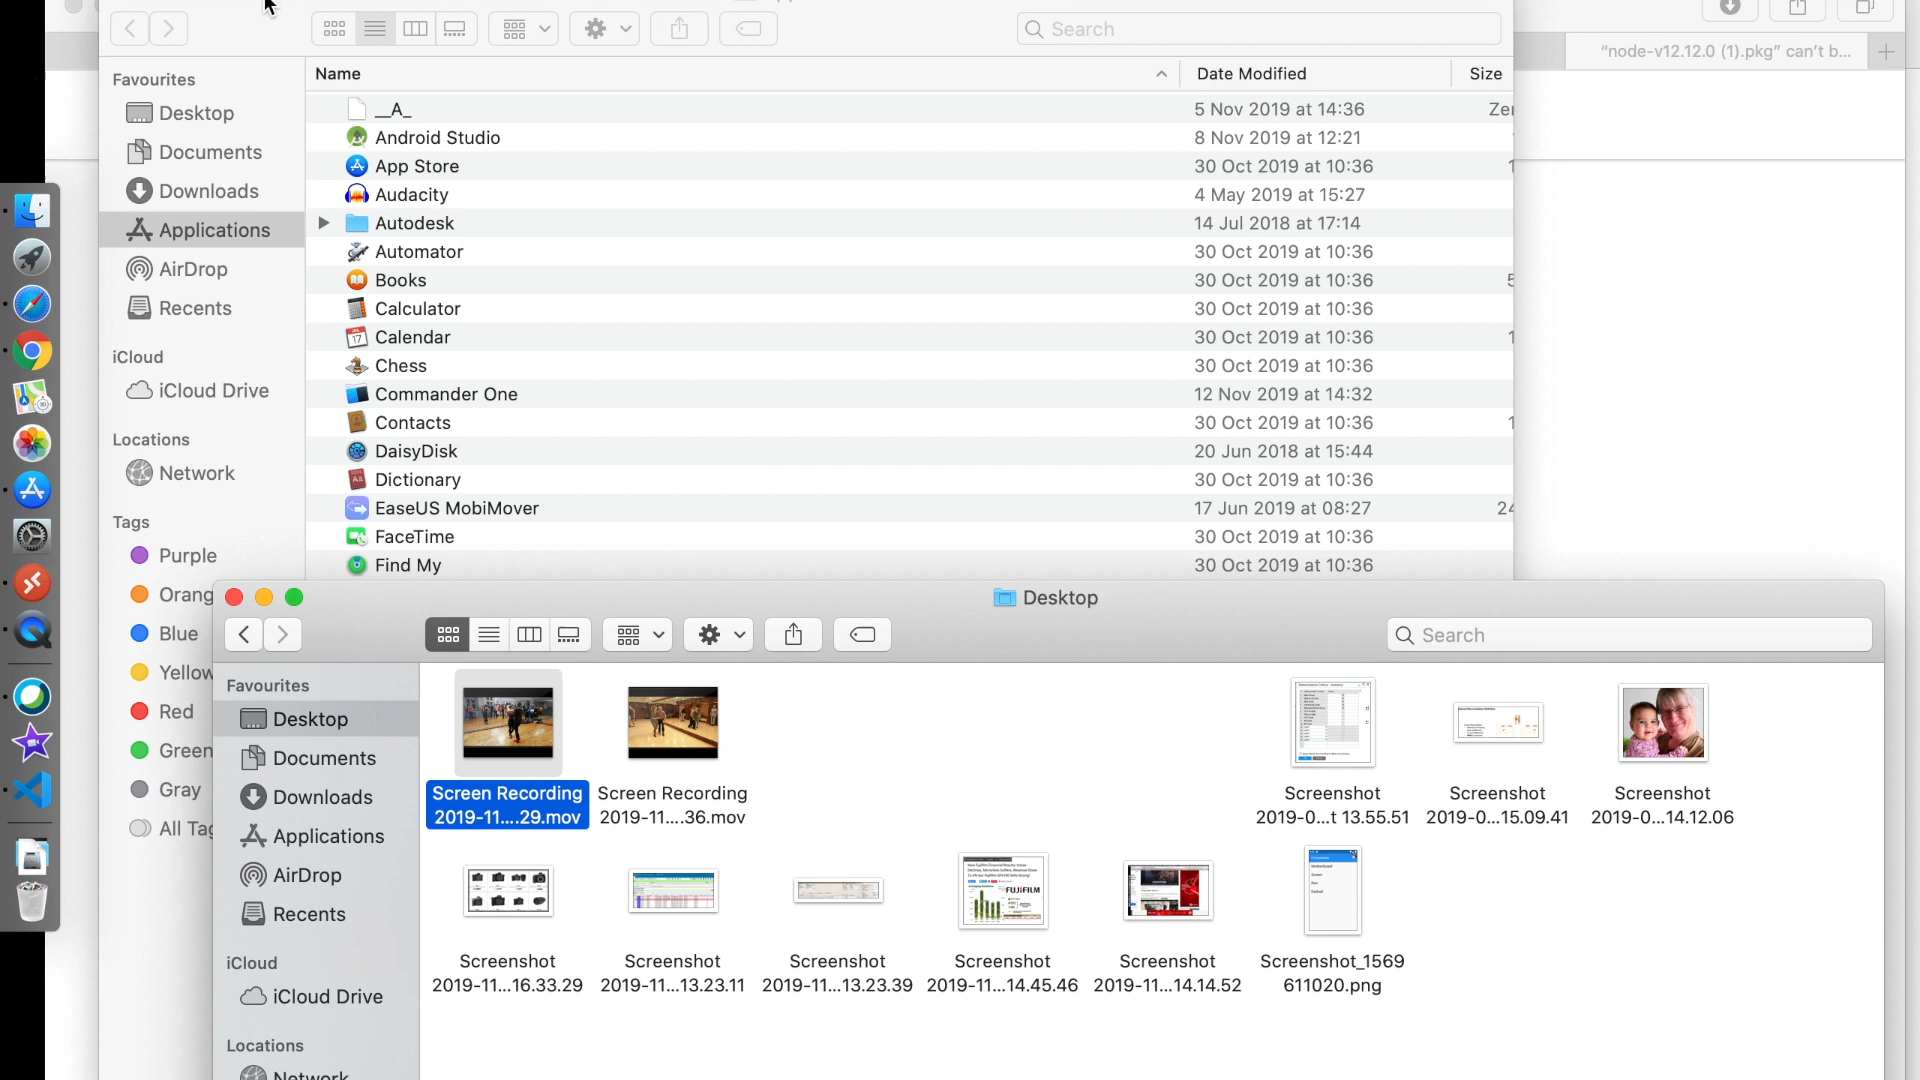 Search
"node-v12.12.0 (1).pkg" can't b...
Favourites
Desktop
Documents
Downloads
Applications
AirDrop
Recents
iCloud
iCloud Drive
Locations
Network
Tags
Purple
Orang
Blue
Yellow
Red
Green
Gray
All Tag
Name
Date Modified
Size
__A_
5 Nov 2019 at 14:36
Zer
Android Studio
8 Nov 2019 at 12:21
App Store
30 Oct 2019 at 10:36
Audacity
4 May 2019 at 15:27
Autodesk
14 Jul 2018 at 17:14
Automator
30 Oct 2019 at 10:36
Books
30 Oct 2019 at 10:36
Calculator
30 Oct 2019 at 10:36
Calendar
30 Oct 2019 at 10:36
Chess
30 Oct 2019 at 10:36
Commander One
12 Nov 2019 at 14:32
Contacts
30 Oct 2019 at 10:36
DaisyDisk
20 Jun 2018 at 15:44
Dictionary
30 Oct 2019 at 10:36
EaseUS MobiMover
17 Jun 2019 at 08:27
24
FaceTime
30 Oct 2019 at 10:36
Find My
30 Oct 2019 at 10:36
Desktop
Search
Favourites
Desktop
Documents
Downloads
Applications
AirDrop
Recents
iCloud
iCloud Drive
Locations
Network
Screen Recording
2019-11....29.mov
Screen Recording
2019-11....36.mov
Screenshot
2019-0...t 13.55.51
Screenshot
2019-0...15.09.41
Screenshot
2019-0...14.12.06
Screenshot
2019-11...16.33.29
Screenshot
2019-11...13.23.11
Screenshot
2019-11...13.23.39
FUJIFILM
Screenshot
2019-11...14.45.46
Screenshot
2019-11...14.14.52
Screenshot_1569
611020.png